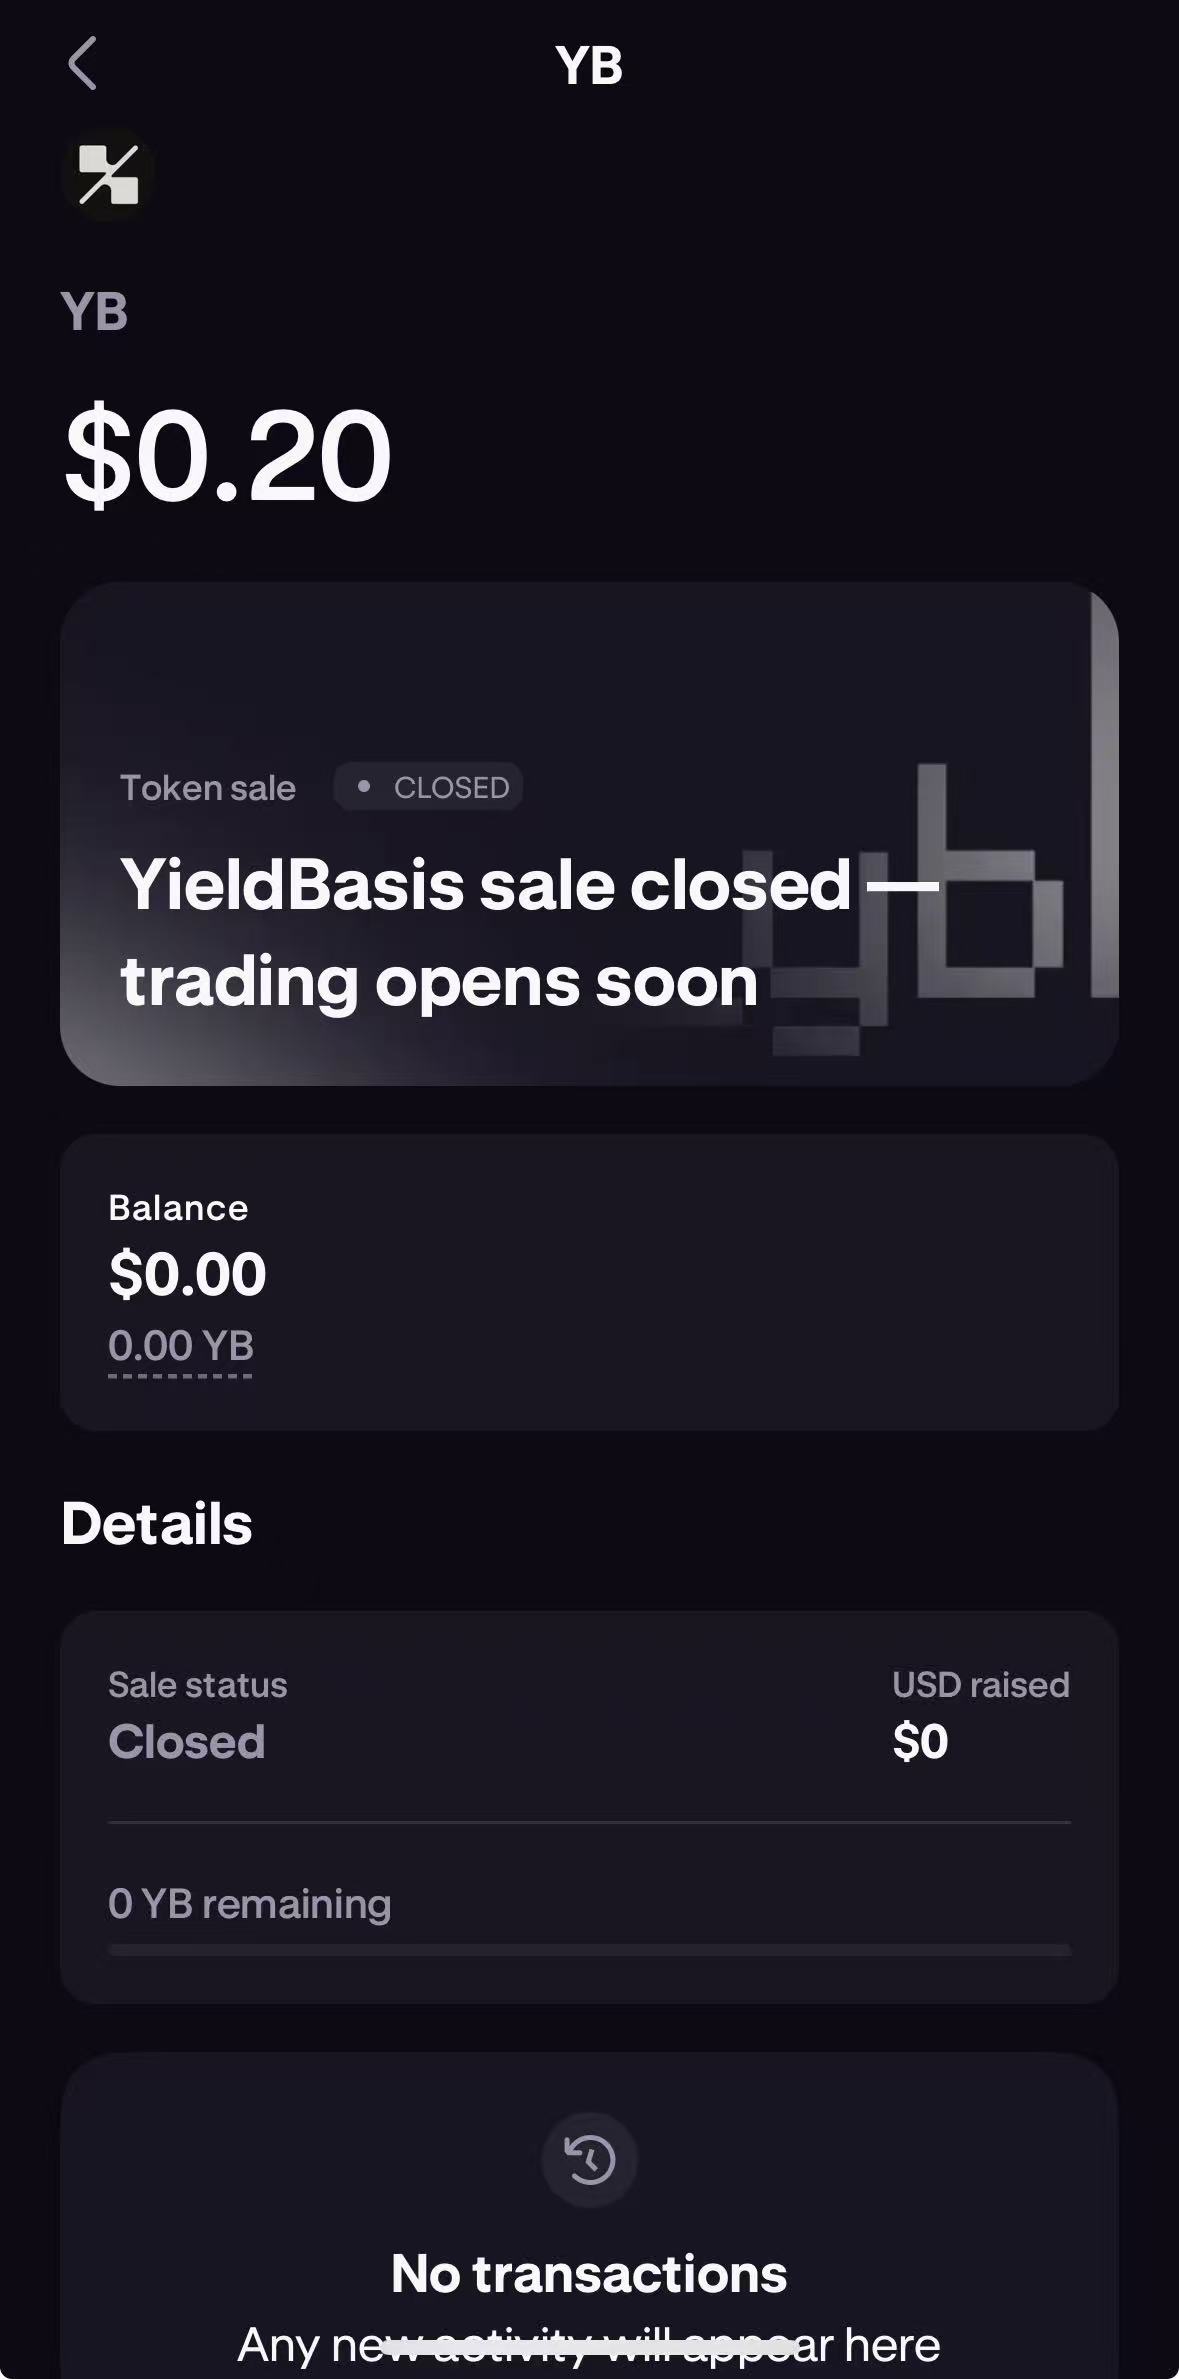 YB
YB
$0.20
Token sale • CLOSED
YieldBasis sale closed —
trading opens soon
yb
Balance
$0.00
0.00 YB
Details
Sale status USD raised
Closed $0
0 YB remaining
No transactions
Any new activity will appear here